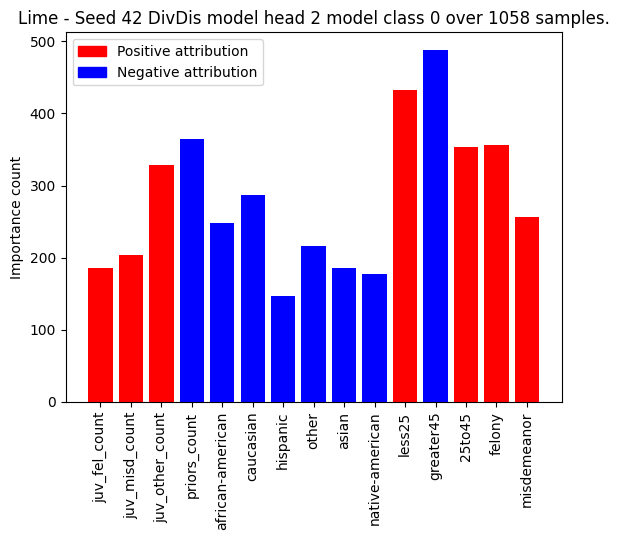 Lime - Seed 42 DivDis model head 2 model class 0 over 1058 samples.
Positive attribution
Negative attribution
Importance count
500
400
300
200
100
0
juv_fel_count
juv_misd_count
juv_other_count
priors_count
african-american
caucasian
hispanic
other
asian
native-american
less25
greater45
25to45
felony
misdemeanor